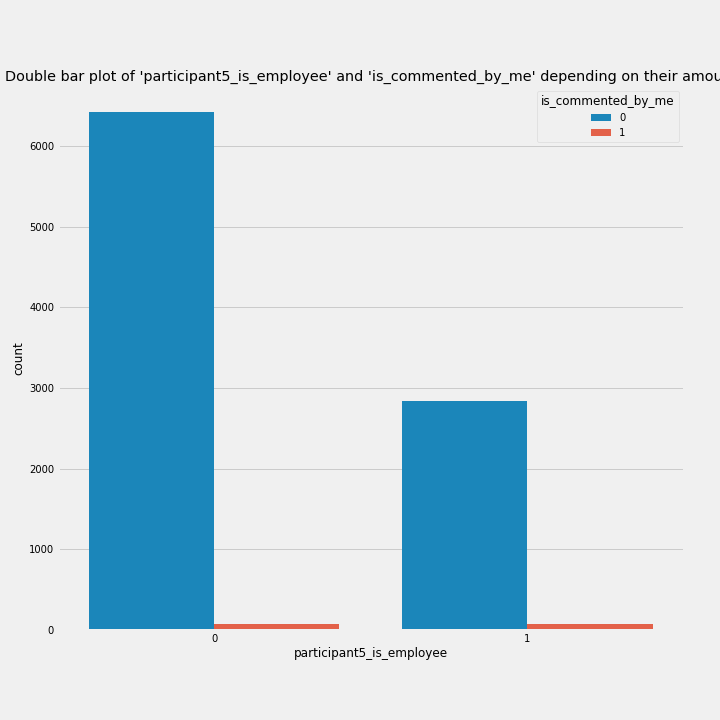 Double bar plot of 'participant5_is_employee' and 'is_commented_by_me' depending on their
is_commented_by_me
0
1
6000
5000
4000
3000
2000
1000
0
count
0
1
participant5_is_employee